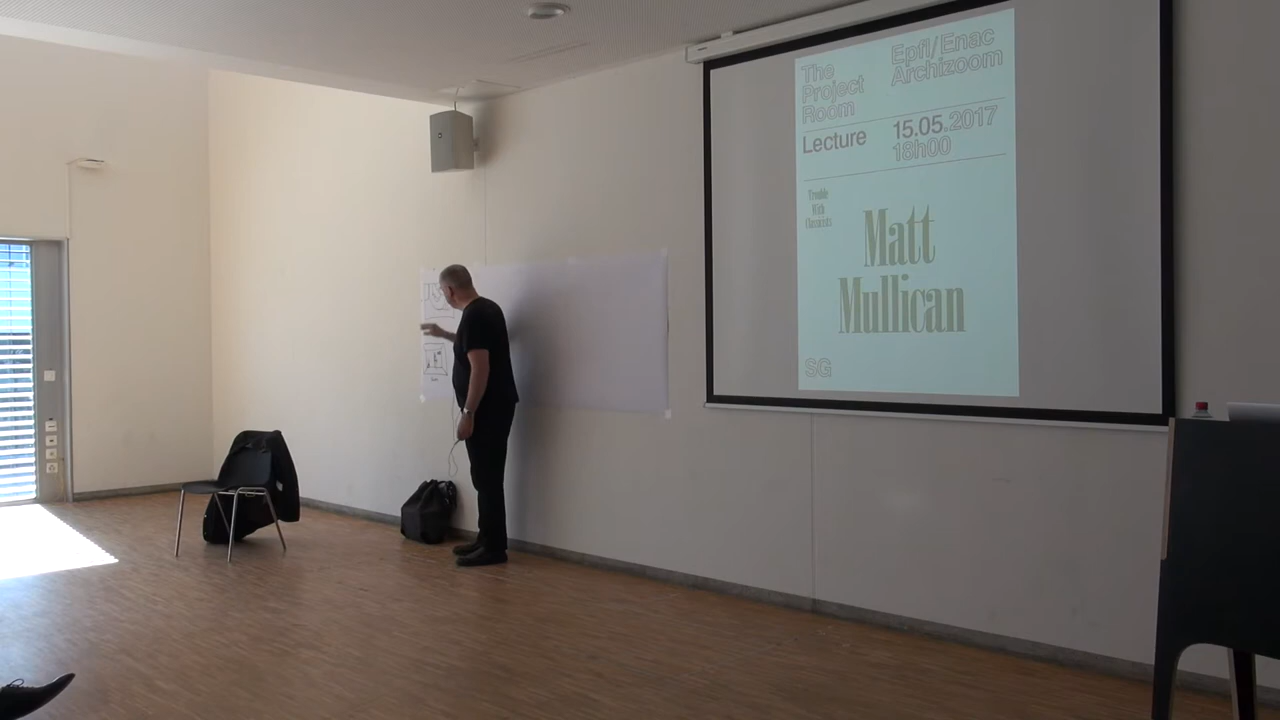 The
Project
Room
Epfl/Enac
Archizoom
Lecture
15.05.2017
18h00
Trouble
With
Classicists
Matt
Mullican
SG